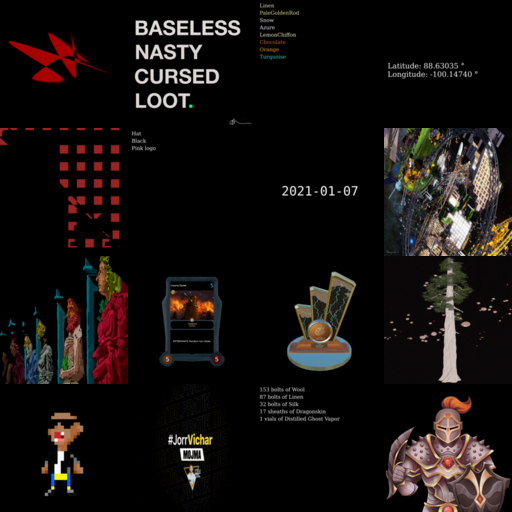 BASELESS
NASTY
CURSED
LOOT.
Linen
PaleGoldenRod
Snow
Azure
LemonChiffon
Chocolate
Orange
Turquoise
Latitude: 88.63035 °
Longitude: -100.14740 °
Hat
Black
Pink logo
2021-01-07
5
5
#JorrVichar
MOJMA
153 bolts of Wool
87 bolts of Linen
32 bolts of Silk
17 sheaths of Dragonskin
1 vials of Distilled Ghost Vapor